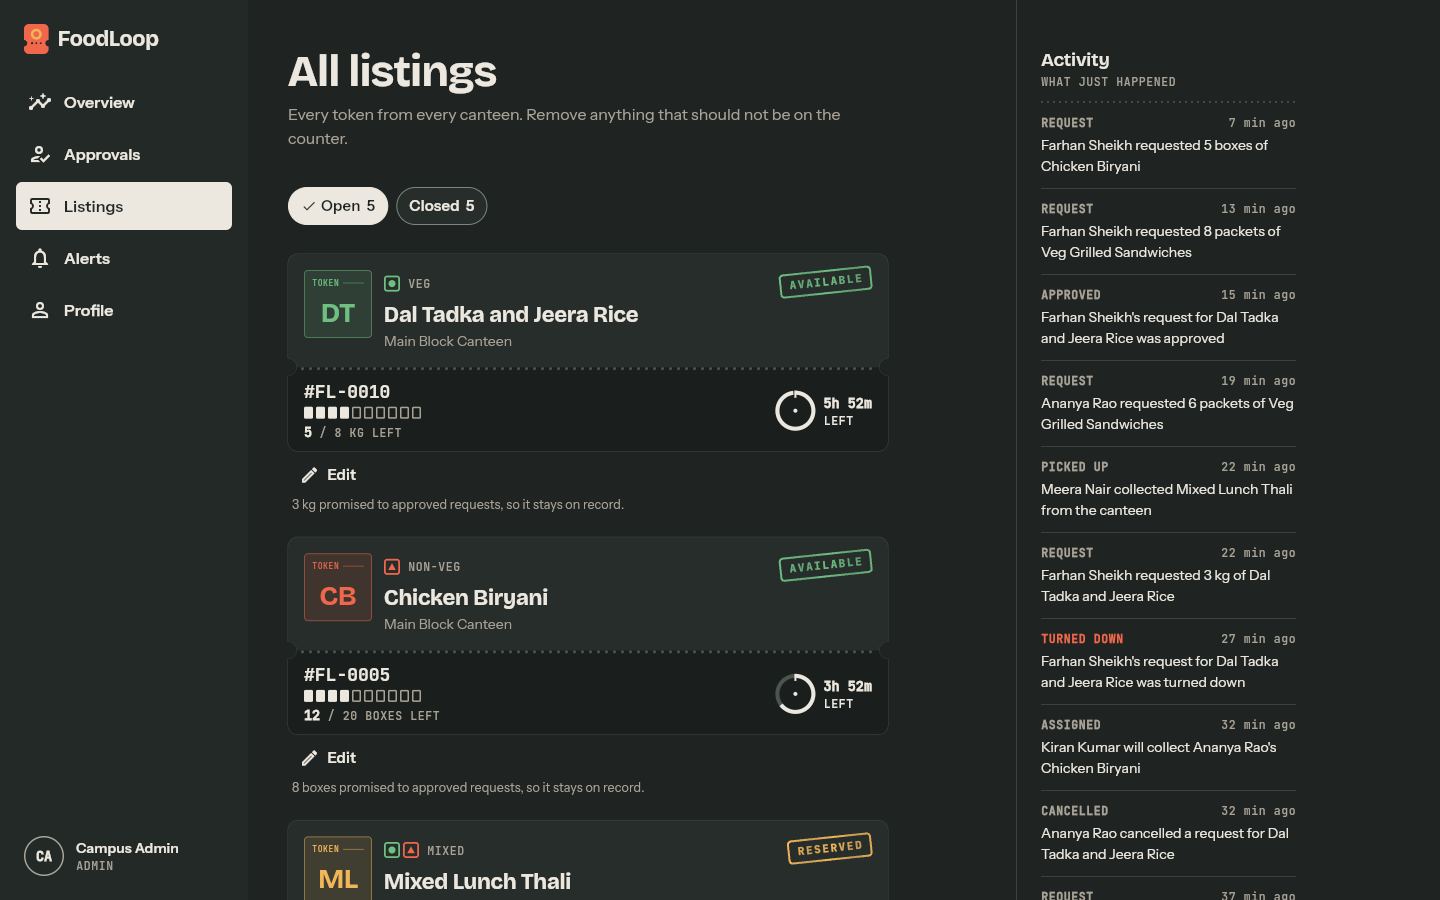 FoodLoop
Overview
Approvals
Listings
Alerts
Profile
CA
Campus Admin
ADMIN
All listings
Every token from every canteen. Remove anything that should not be on the
counter.
Open 5
Closed 5
TOKEN
DT
VEG
Dal Tadka and Jeera Rice
Main Block Canteen
AVAILABLE
#FL-0010
5 / 8 KG LEFT
5h 52m
LEFT
Edit
3 kg promised to approved requests, so it stays on record.
TOKEN
CB
NON-VEG
Chicken Biryani
Main Block Canteen
AVAILABLE
#FL-0005
12 / 20 BOXES LEFT
3h 52m
LEFT
Edit
8 boxes promised to approved requests, so it stays on record.
TOKEN
ML
MIXED
Mixed Lunch Thali
RESERVED
Activity
WHAT JUST HAPPENED
REQUEST 7 min ago
Farhan Sheikh requested 5 boxes of
Chicken Biryani
REQUEST 13 min ago
Farhan Sheikh requested 8 packets of
Veg Grilled Sandwiches
APPROVED 15 min ago
Farhan Sheikh's request for Dal Tadka
and Jeera Rice was approved
REQUEST 19 min ago
Ananya Rao requested 6 packets of Veg
Grilled Sandwiches
PICKED UP 22 min ago
Meera Nair collected Mixed Lunch Thali
from the canteen
REQUEST 22 min ago
Farhan Sheikh requested 3 kg of Dal
Tadka and Jeera Rice
TURNED DOWN 27 min ago
Farhan Sheikh's request for Dal Tadka
and Jeera Rice was turned down
ASSIGNED 32 min ago
Kiran Kumar will collect Ananya Rao's
Chicken Biryani
CANCELLED 32 min ago
Ananya Rao cancelled a request for Dal
Tadka and Jeera Rice
REQUEST 37 min ago